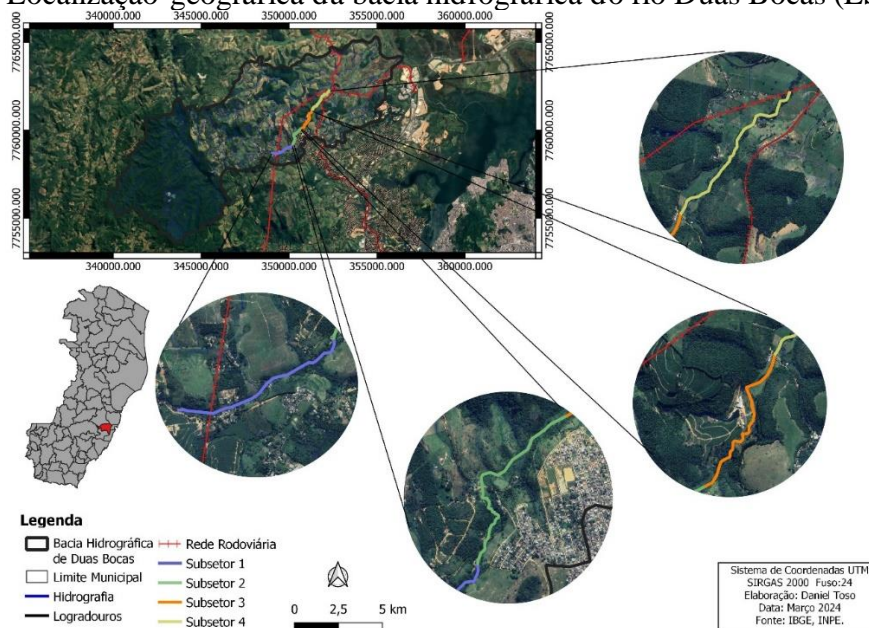 Localização geográfica da bacia hidrográfica do rio Duas Bocas (Es
340000.000 345000.000 350000.000 355000.000 360000.000
7765000.000 7765000.000
7760000.000 7760000.000
7755000.000 7755000.000
340000.000 345000.000 350000.000 355000.000 360000.000
Legenda
Bacia Hidrográfica
de Duas Bocas
Limite Municipal
Hidrografia
Logradouros
Rede Rodoviária
Subsetor 1
Subsetor 2
Subsetor 3
Subsetor 4
0 2,5 5 km
Sistema de Coordenadas UTM
SIRGAS 2000 Fuso:24
Elaboração: Daniel Toso
Data: Março 2024
Fonte: IBGE, INPE.